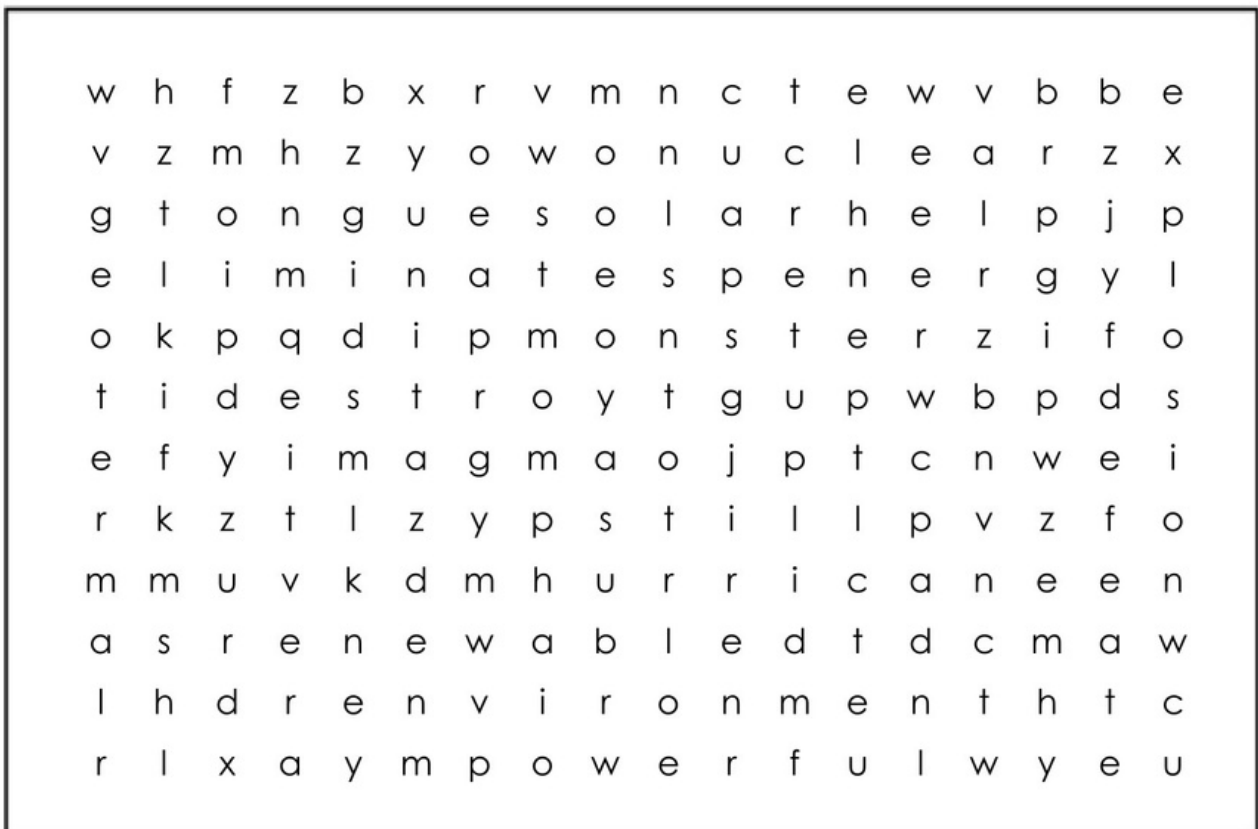 w h f z b x r v m n c t e w v b b e
v z m h z y o w o n u c l e a r z x
g t o n g u e s o l a r h e l p j p
e l i m i n a t e s p e n e r g y l
o k p q d i p m o n s t e r z i f o
t i d e s t r o y t g u p w b p d s
e f y i m a g m a o j p t c n w e i
r k z t l z y p s t i l l p v z f o
m m u v k d m h u r r i c a n e e n
a s r e n e w a b l e d t d c m a w
l h d r e n v i r o n m e n t h t c
r l x a y m p o w e r f u l w y e u